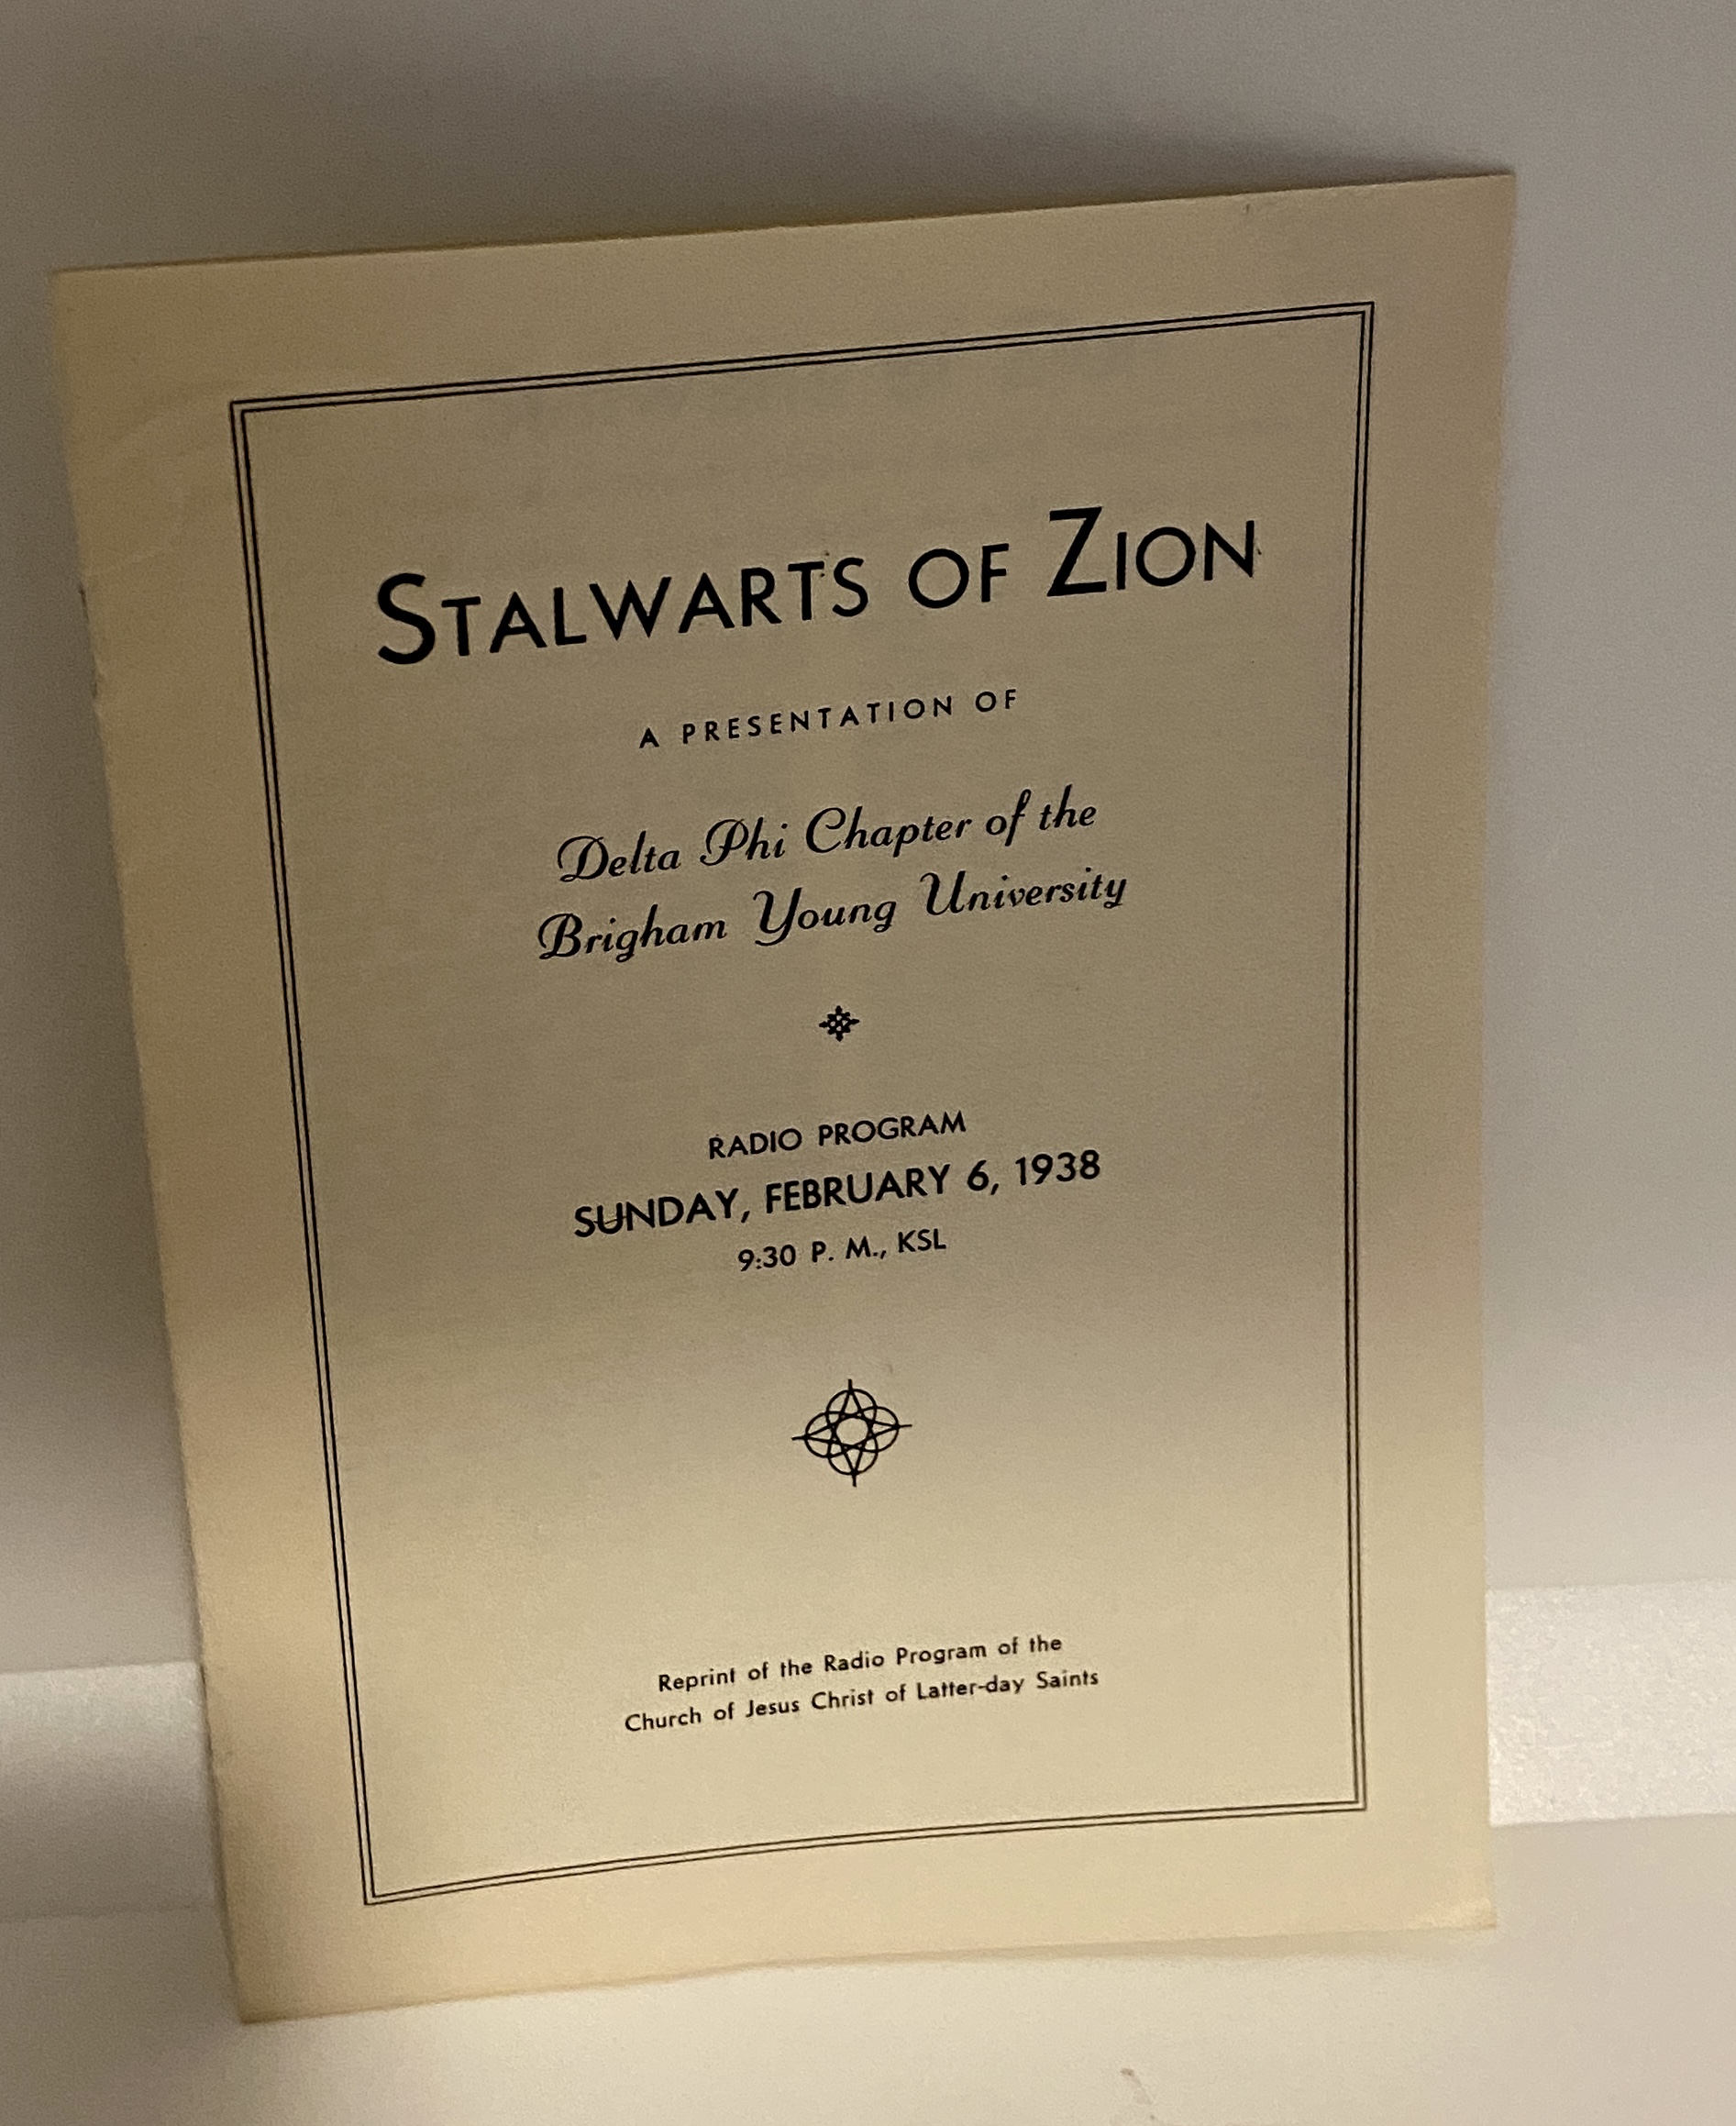 STALWARTS OF ZION
A PRESENTATION OF
Delta Phi Chapter of the
Brigham Young University
RADIO PROGRAM
SUNDAY, FEBRUARY 6, 1938
9:30 P. M., KSL
Reprint of the Radio Program of the
Church of Jesus Christ of Latter-day Saints